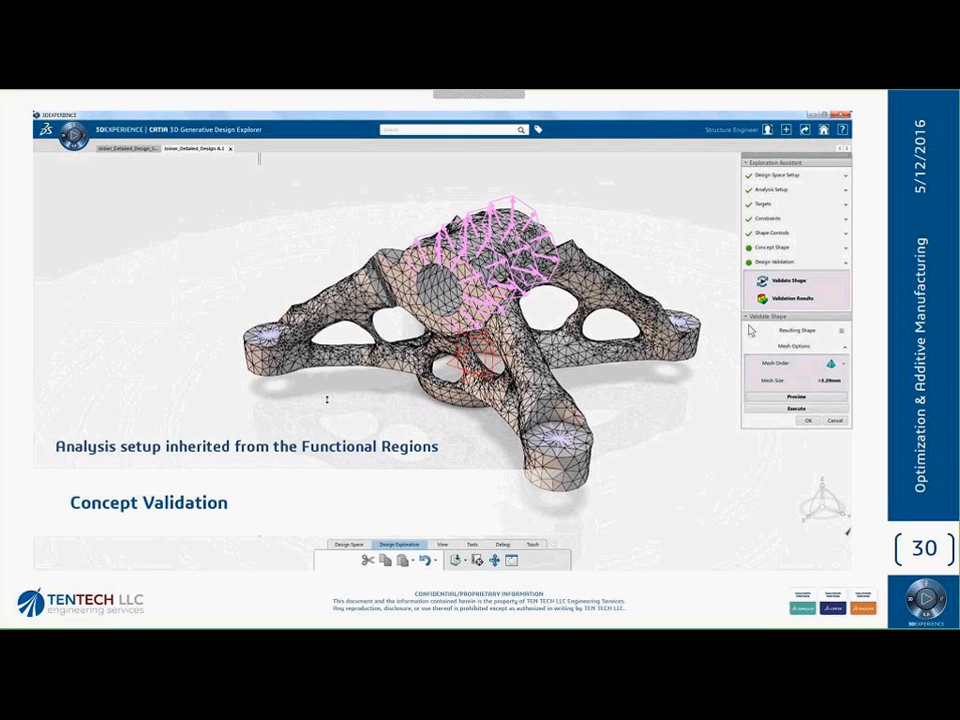 3DEXPERIENCE
3DEXPERIENCE | CATIA 3D Generative Design Explorer
Search
Structure Engineer
Joiner_Detailed_Design_S...
Joiner_Detailed_Design A.1
Exploration Assistant
Design Space Setup
Analysis Setup
Targets
Constraints
Shape Controls
Concept Shape
Design Validation
Validate Shape
Validation Results
Validate Shape
Resulting Shape
Mesh Options
Mesh Order
Mesh Size:
Preview
Execute
OK
Cancel
Analysis setup inherited from the Functional Regions
Concept Validation
Design Space
Design Exploration
View
Tools
Debug
Touch
TENTECH LLC
engineering services
CONFIDENTIAL/PROPRIETARY INFORMATION
This document and the information contained herein is the property of TEN TECH LLC Engineering Services.
Any reproduction, disclosure, or use thereof is prohibited except as authorized in writing by TEN TECH LLC.
5/12/2016
Optimization & Additive Manufacturing
30
3DEXPERIENCE